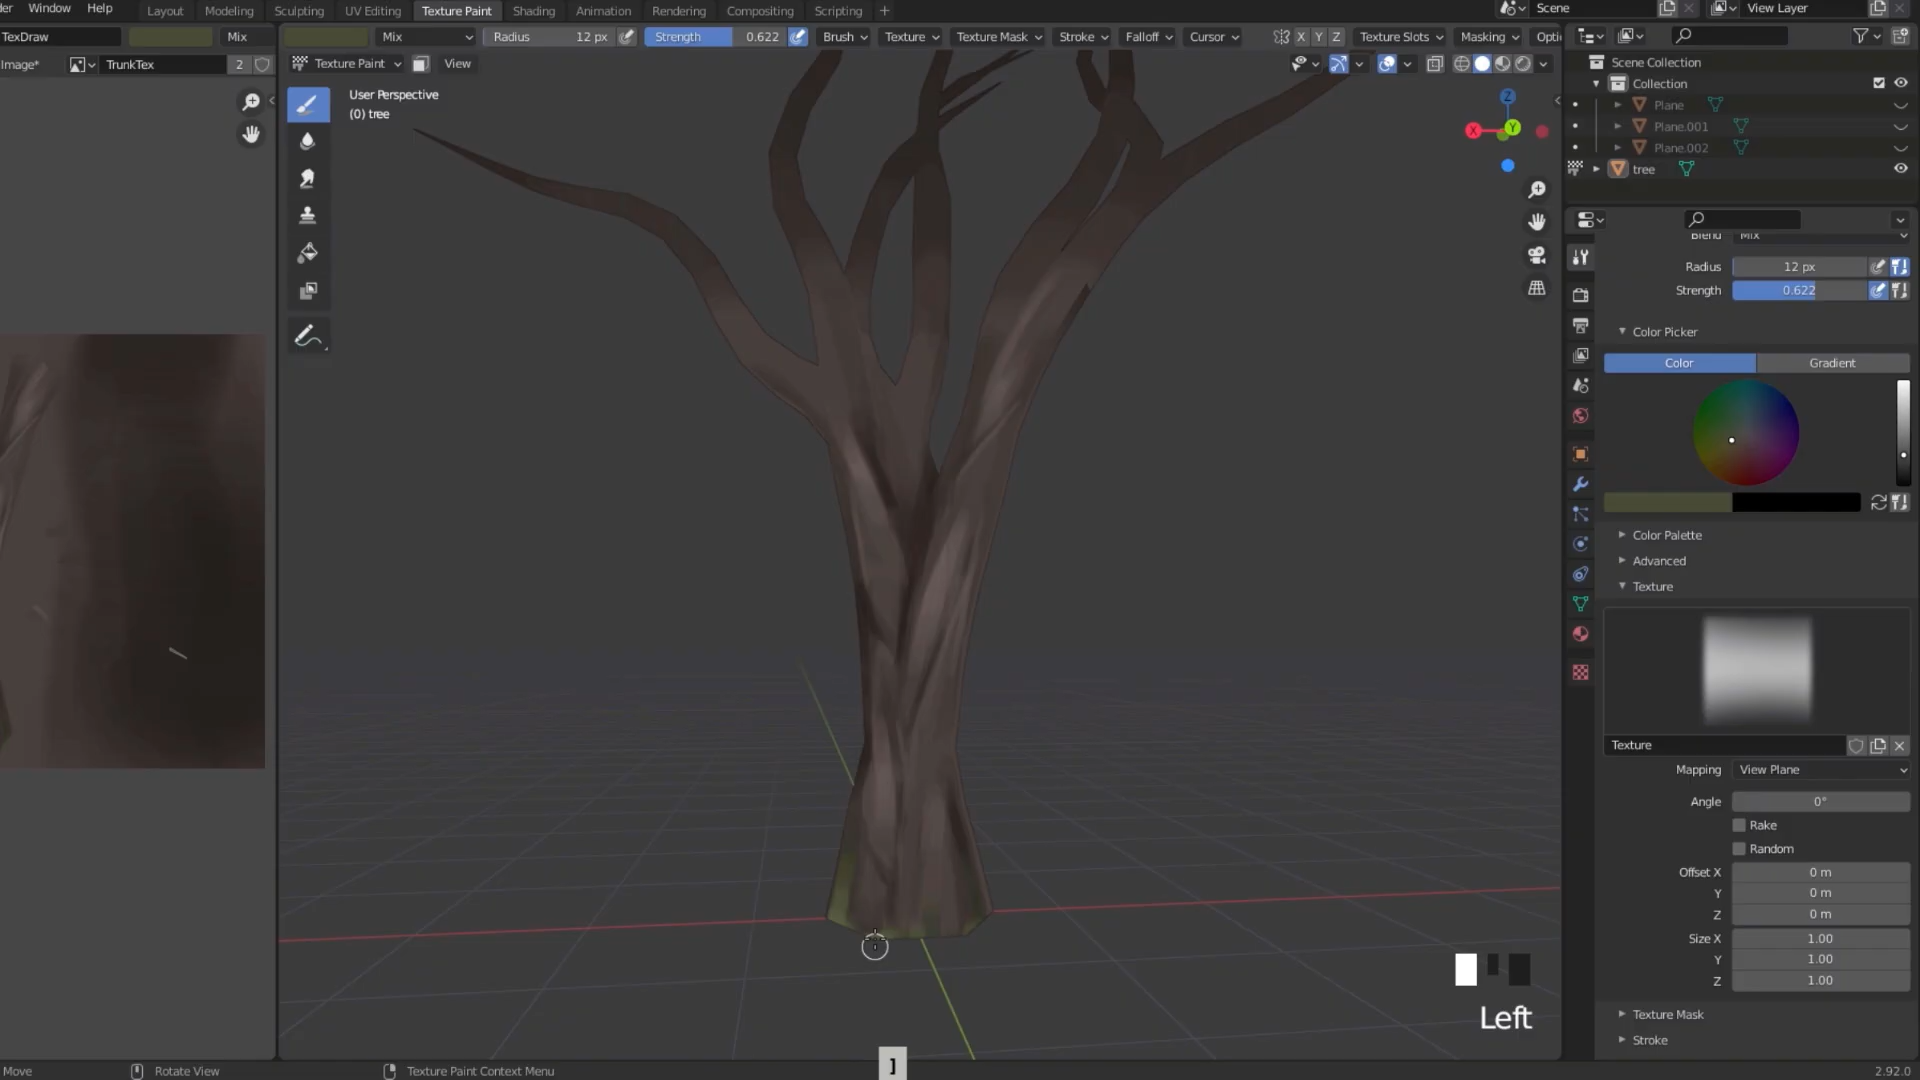 der Window Help Layout Modeling Sculpting UV Editing Texture Paint Shading Animation Rendering Compositing Scripting + Scene View Layer
TexDraw Mix Mix Radius 12 px Strength 0.622 Brush Texture Texture Mask Stroke Falloff Cursor X Y Z Texture Slots Masking Opti
Image* TrunkTex 2 Texture Paint View
Scene Collection
Collection
Plane
Plane.001
Plane.002
tree
User Perspective
(0) tree
Z
X
Y
Blend Mix
Radius 12 px
Strength 0.622
Color Picker
Color Gradient
Color Palette
Advanced
Texture
Texture
Mapping View Plane
Angle 0°
Rake
Random
Offset X 0 m
Y 0 m
Z 0 m
Size X 1.00
Y 1.00
Z 1.00
Texture Mask
Stroke
Left
]
Move Rotate View Texture Paint Context Menu 2.92.0